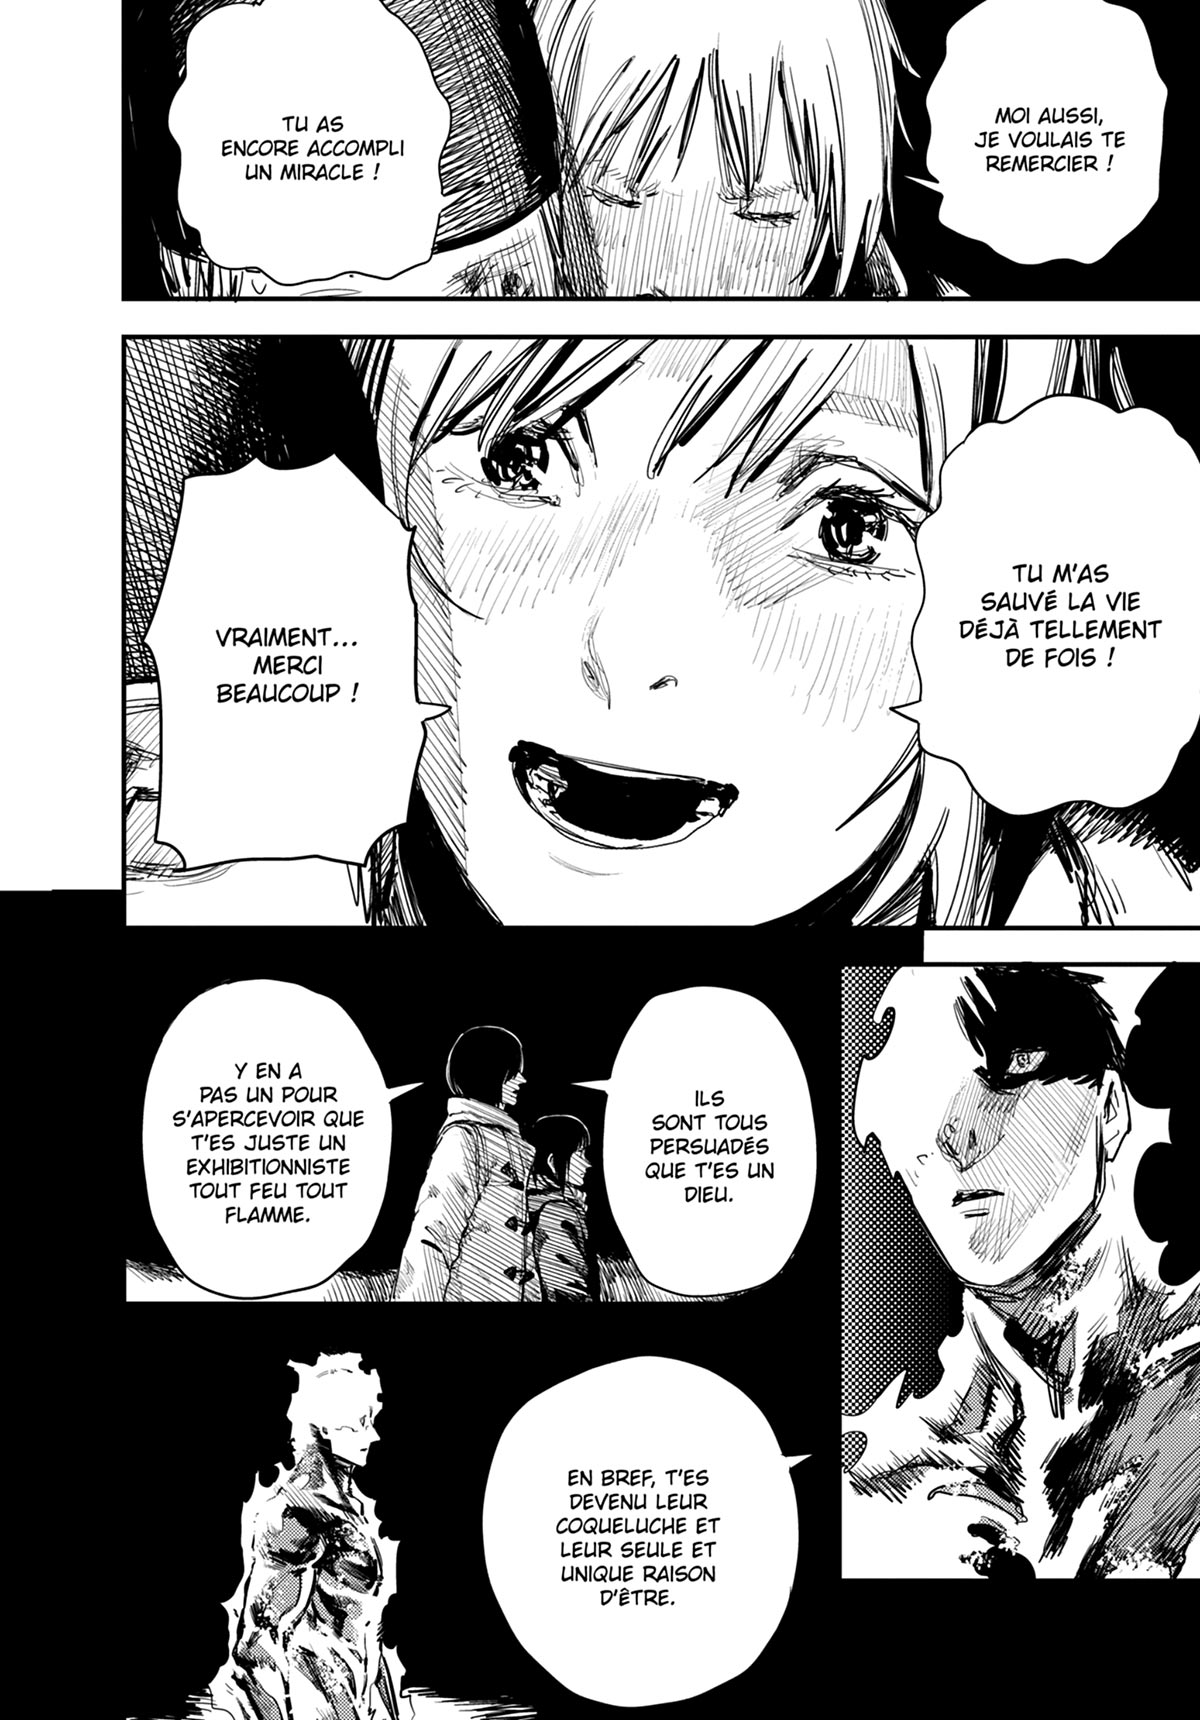 MOI AUSSI,
JE VOULAIS TE
REMERCIER !
TU AS
ENCORE ACCOMPLI
UN MIRACLE !
TU M'AS
SAUVÉ LA VIE
DÉJÀ TELLEMENT
DE FOIS !
VRAIMENT...
MERCI
BEAUCOUP !
ILS
SONT TOUS
PERSUADÉS
QUE T'ES UN
DIEU.
Y EN A
PAS UN POUR
S'APERCEVOIR QUE
T'ES JUSTE UN
EXHIBITIONNISTE
TOUT FEU TOUT
FLAMME.
EN BREF, T'ES
DEVENU LEUR
COQUELUCHE ET
LEUR SEULE ET
UNIQUE RAISON
D'ÊTRE.